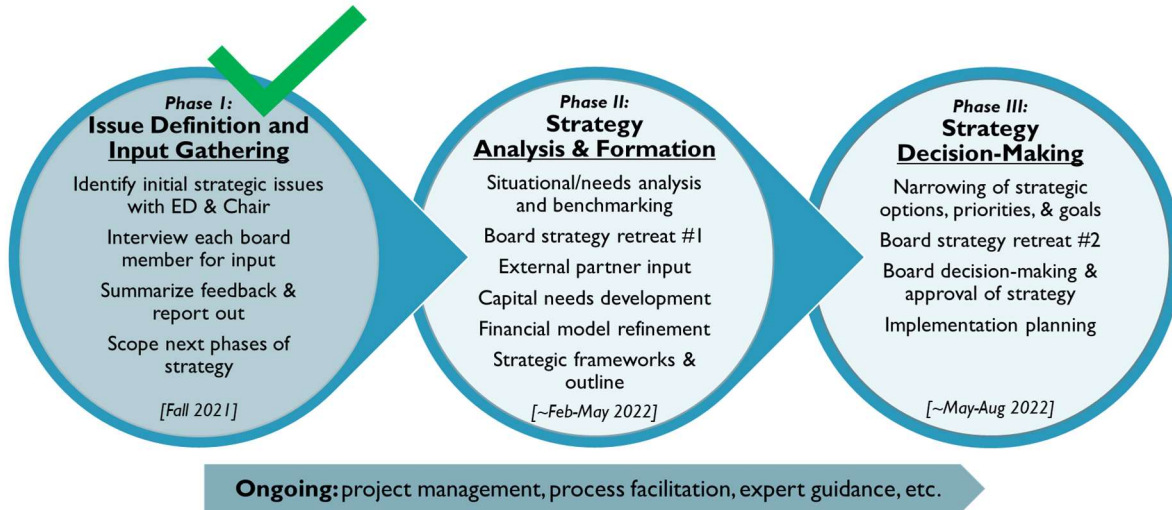 Phase I:
Issue Definition and
Input Gathering
Identify initial strategic issues
with ED & Chair
Interview each board
member for input
Summarize feedback &
report out
Scope next phases of
strategy
[Fall 2021]
Phase II:
Strategy
Analysis & Formation
Situational/needs analysis
and benchmarking
Board strategy retreat #1
External partner input
Capital needs development
Financial model refinement
Strategic frameworks &
outline
[~Feb-May 2022]
Phase III:
Strategy
Decision-Making
Narrowing of strategic
options, priorities, & goals
Board strategy retreat #2
Board decision-making &
approval of strategy
Implementation planning
[~May-Aug 2022]
Ongoing: project management, process facilitation, expert guidance, etc.